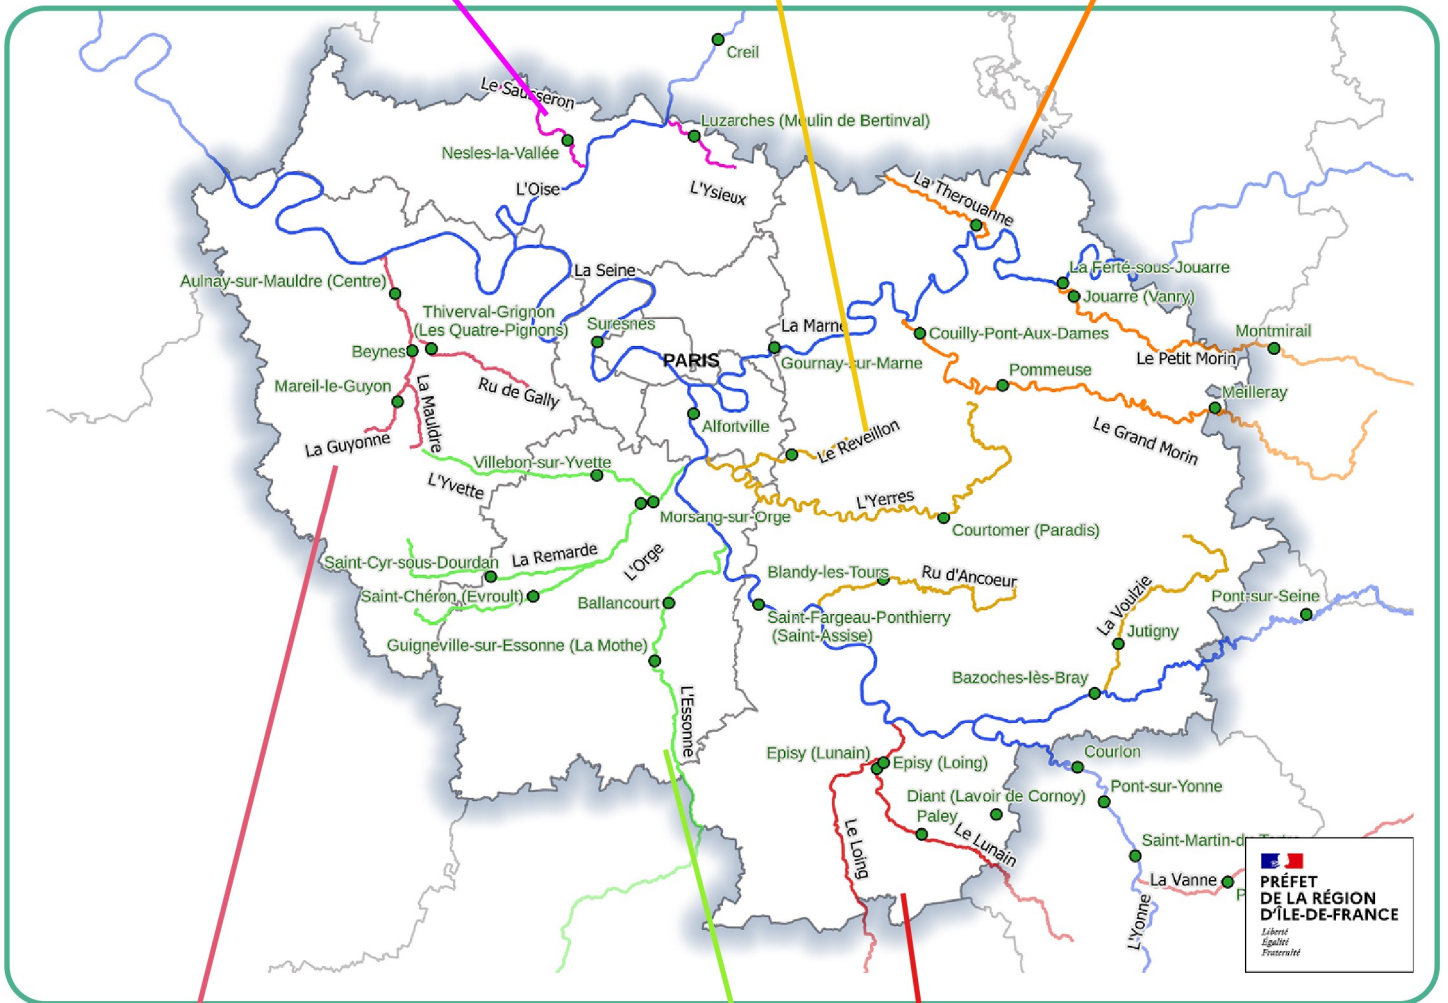 Creil
Le Sausseron
Luzarches (Moulin de Bertinval)
Nesles-la-Vallée
L'Oise
L'Ysieux
La Therouanne
La Seine
La Ferté-sous-Jouarre
Aulnay-sur-Mauldre (Centre)
Jouarre (Vanry)
Thiverval-Grignon
(Les Quatre-Pignons)
Suresnes
La Marne
Couilly-Pont-Aux-Dames
Montmirail
Beynes
PARIS
Gournay-sur-Marne
Le Petit Morin
Pommeuse
Mareil-le-Guyon
La Mauldre
Ru de Gally
Meilleray
Alfortville
Le Grand Morin
La Guyonne
Le Reveillon
Villebon-sur-Yvette
L'Yvette
L'Yerres
Morsang-sur-Orge
Courtomer (Paradis)
Saint-Cyr-sous-Dourdan
La Remarde
L'Orge
Blandy-les-Tours
Ru d'Ancoeur
La Voulzie
Saint-Chéron (Evroult)
Ballancourt
Pont-sur-Seine
Saint-Fargeau-Ponthierry
(Saint-Assise)
Jutigny
Guigneville-sur-Essonne (La Mothe)
Bazoches-lès-Bray
L'Essonne
Episy (Lunain)
Episy (Loing)
Courlon
Pont-sur-Yonne
Diant (Lavoir de Cornoy)
Paley
Le Lunain
Le Loing
La Vanne
L'Yonne
PRÉFET
DE LA RÉGION
D'ÎLE-DE-FRANCE
Liberté
Égalité
Fraternité